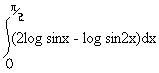 π/2
∫(2log sinx - log sin2x)dx
0